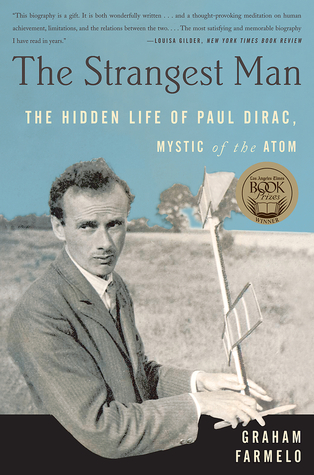 "This biography is a gift. It is both wonderfully written . . . and a thought-provoking meditation on human
achievement, limitations, and the relations between the two. . . . The most satisfying and memorable biography
I have read in years." —LOUISA GILDER, NEW YORK TIMES BOOK REVIEW
The Strangest Man
THE HIDDEN LIFE OF PAUL DIRAC,
MYSTIC of the ATOM
Los Angeles Times
BOOK
Prizes
WINNER
GRAHAM
FARMELO